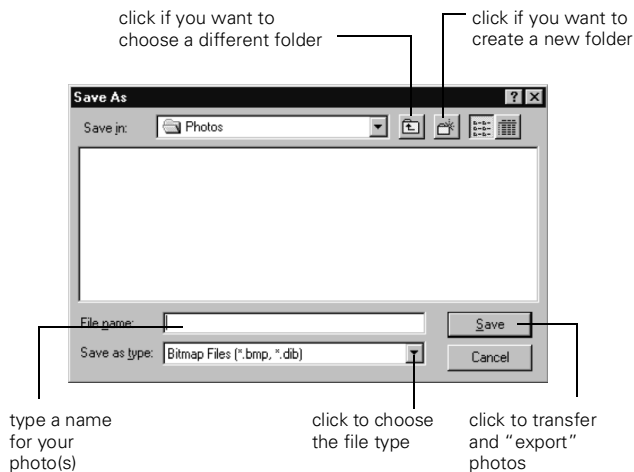 click if you want to
choose a different folder
click if you want to
create a new folder
Save As
Save in:
Photos
File name:
Save
Save as type:
Bitmap Files (*.bmp, *.dib)
Cancel
type a name
for your
photo(s)
click to choose
the file type
click to transfer
and “export”
photos